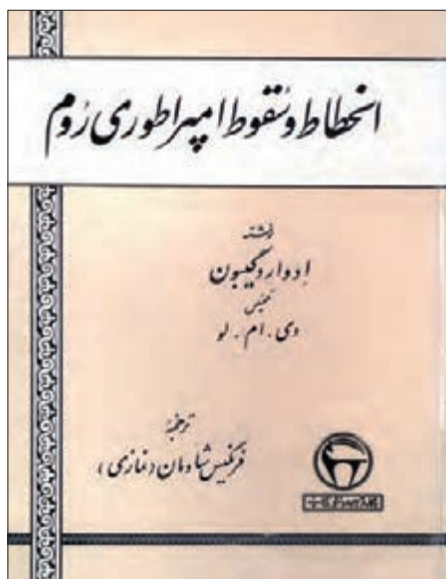 انحطاط و سقوط امپراطوری روم
نوشته
ادوارد گیبون
تلخیص
دی . ام . لو
ترجمهٔ
فرنگیس شادمان (نمازی)